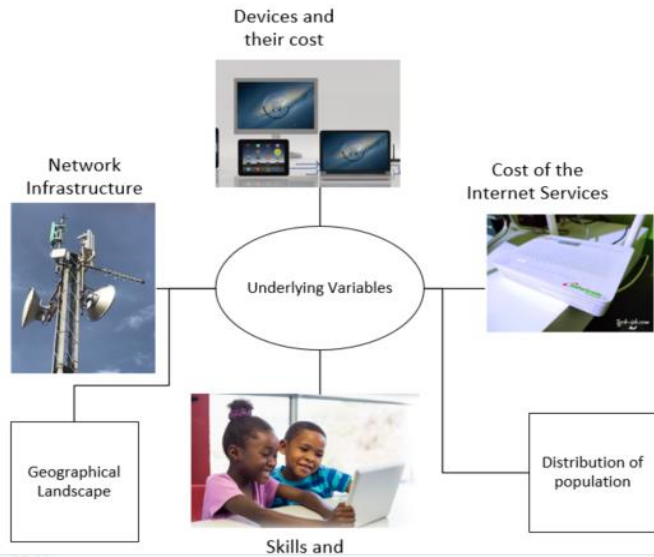 Devices and
their cost
Network
Infrastructure
Cost of the
Internet Services
Underlying Variables
Geographical
Landscape
Distribution of
population
Skills and